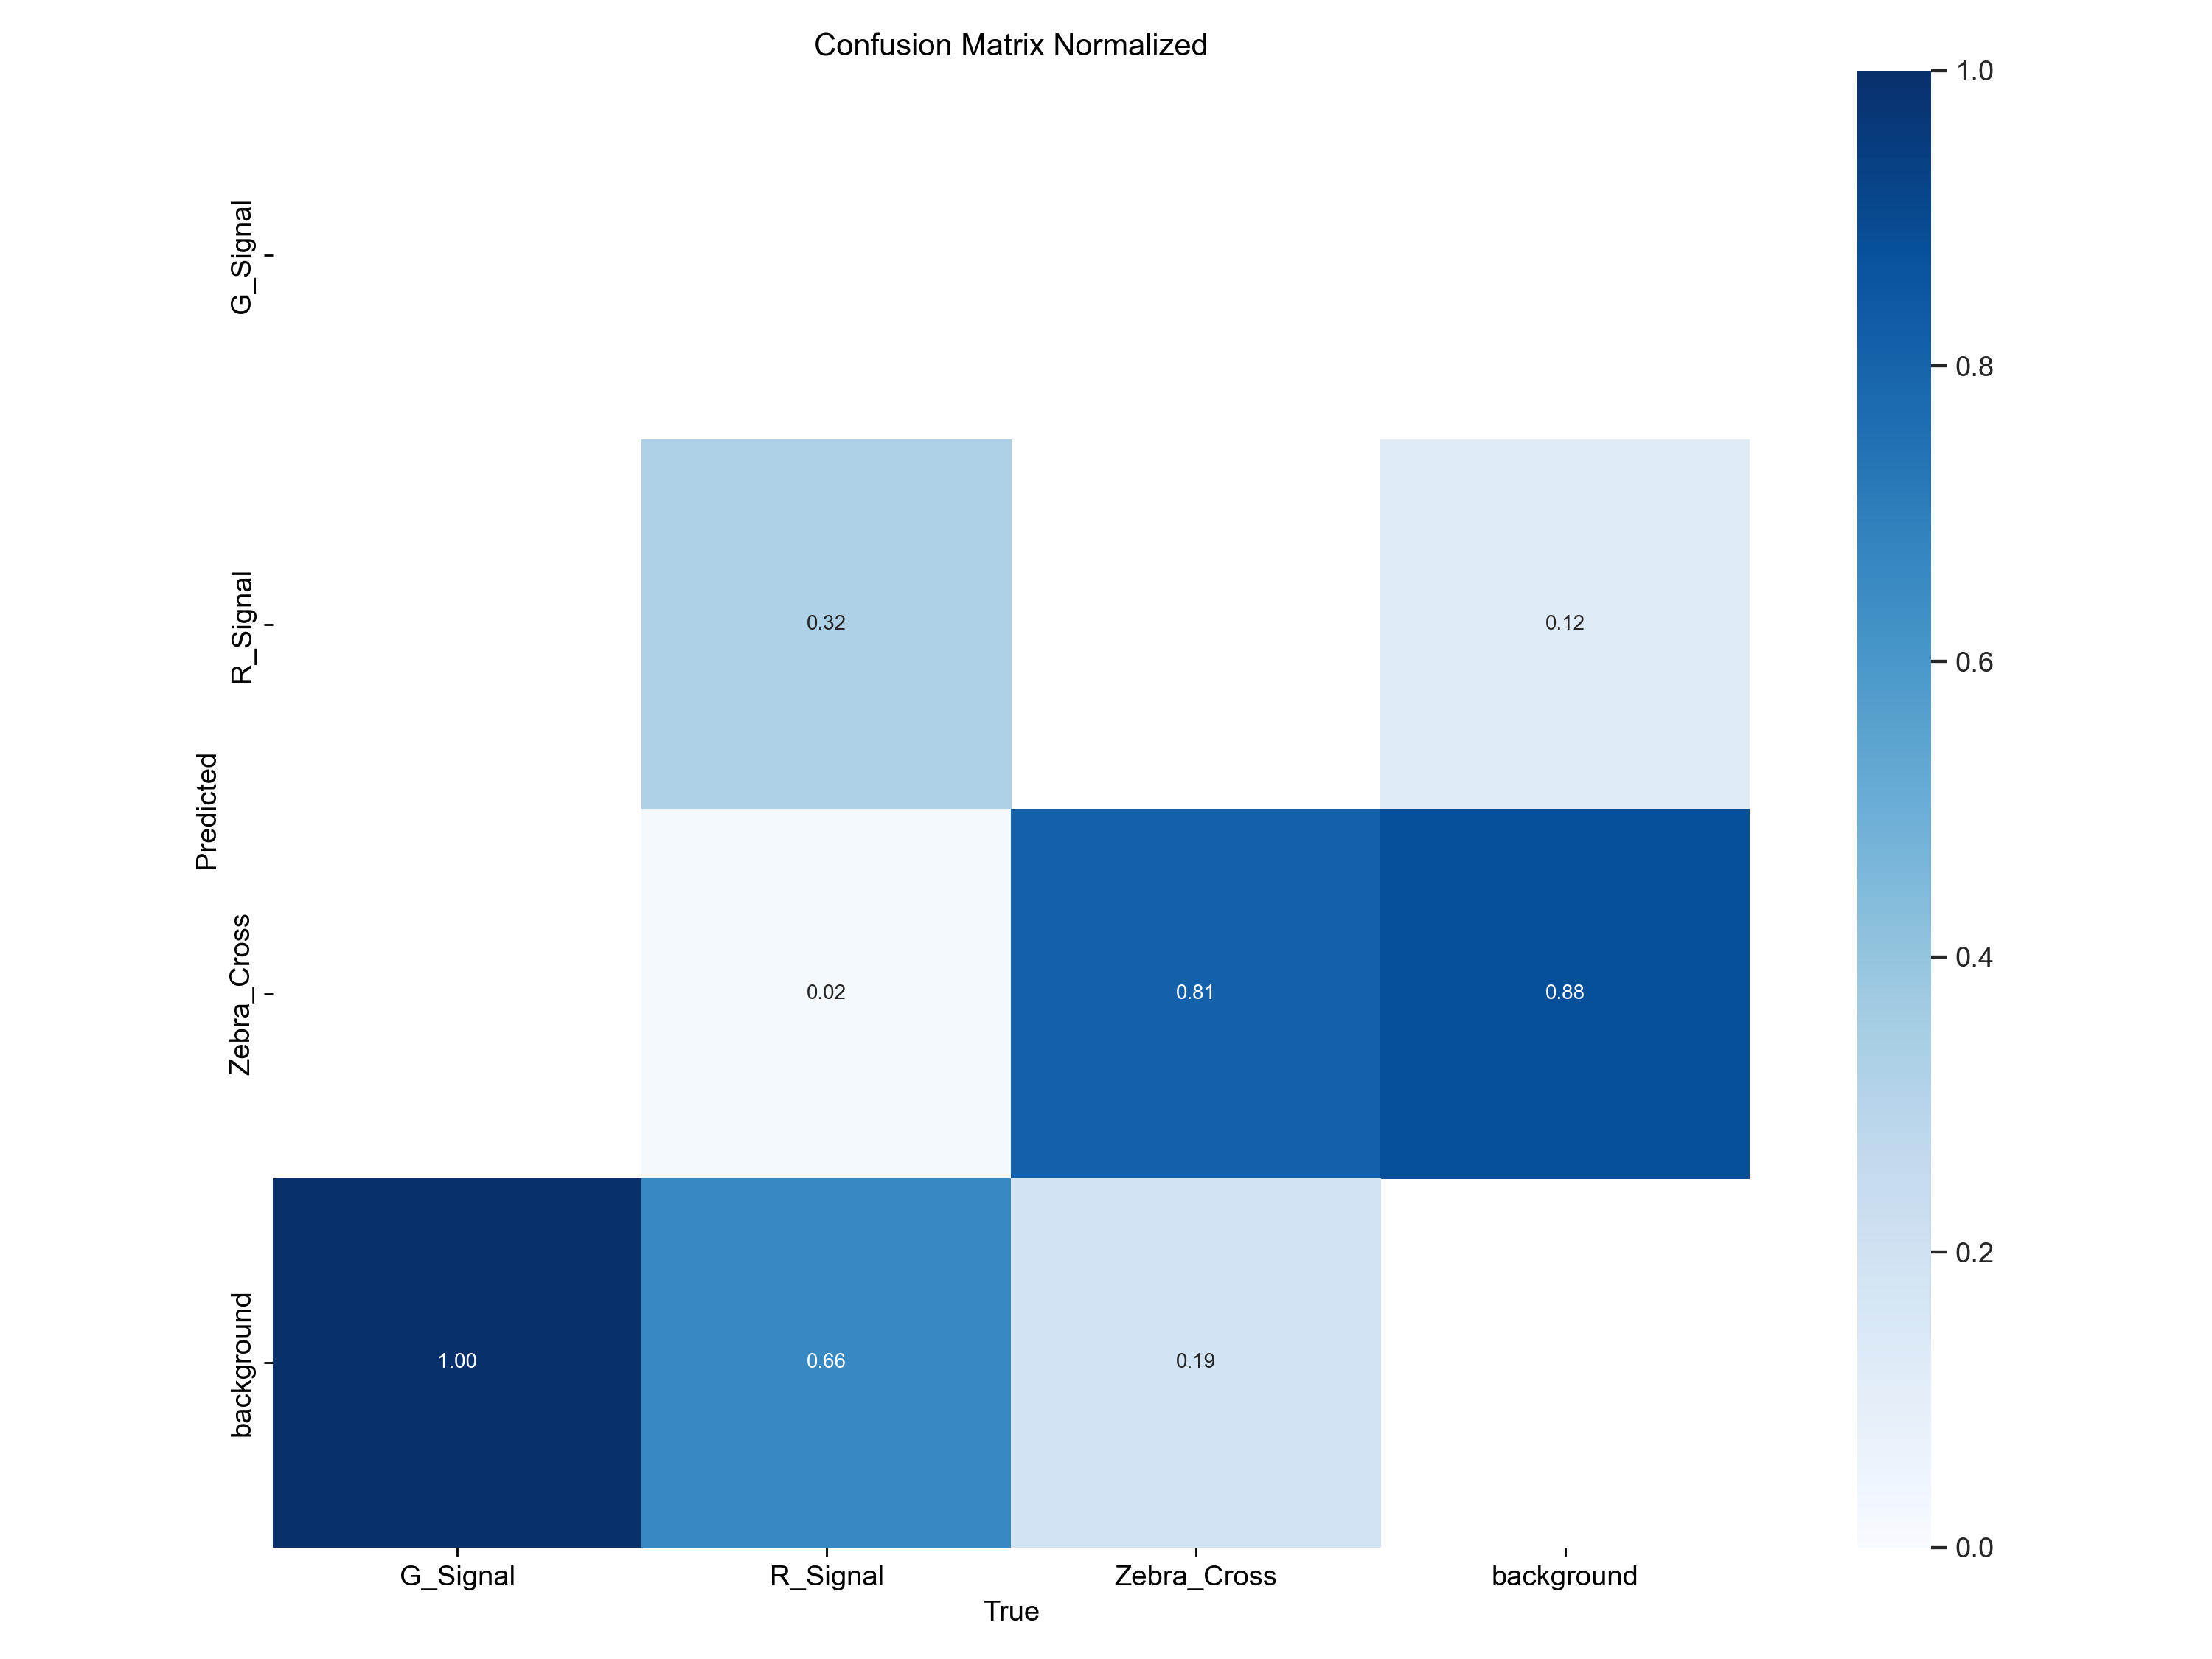 Confusion Matrix Normalized
1.0
0.8
0.6
0.4
0.2
0.0
Predicted
G_Signal
R_Signal
0.32
0.12
Zebra_Cross
0.02
0.81
0.88
background
1.00
0.66
0.19
G_Signal
R_Signal
Zebra_Cross
background
True